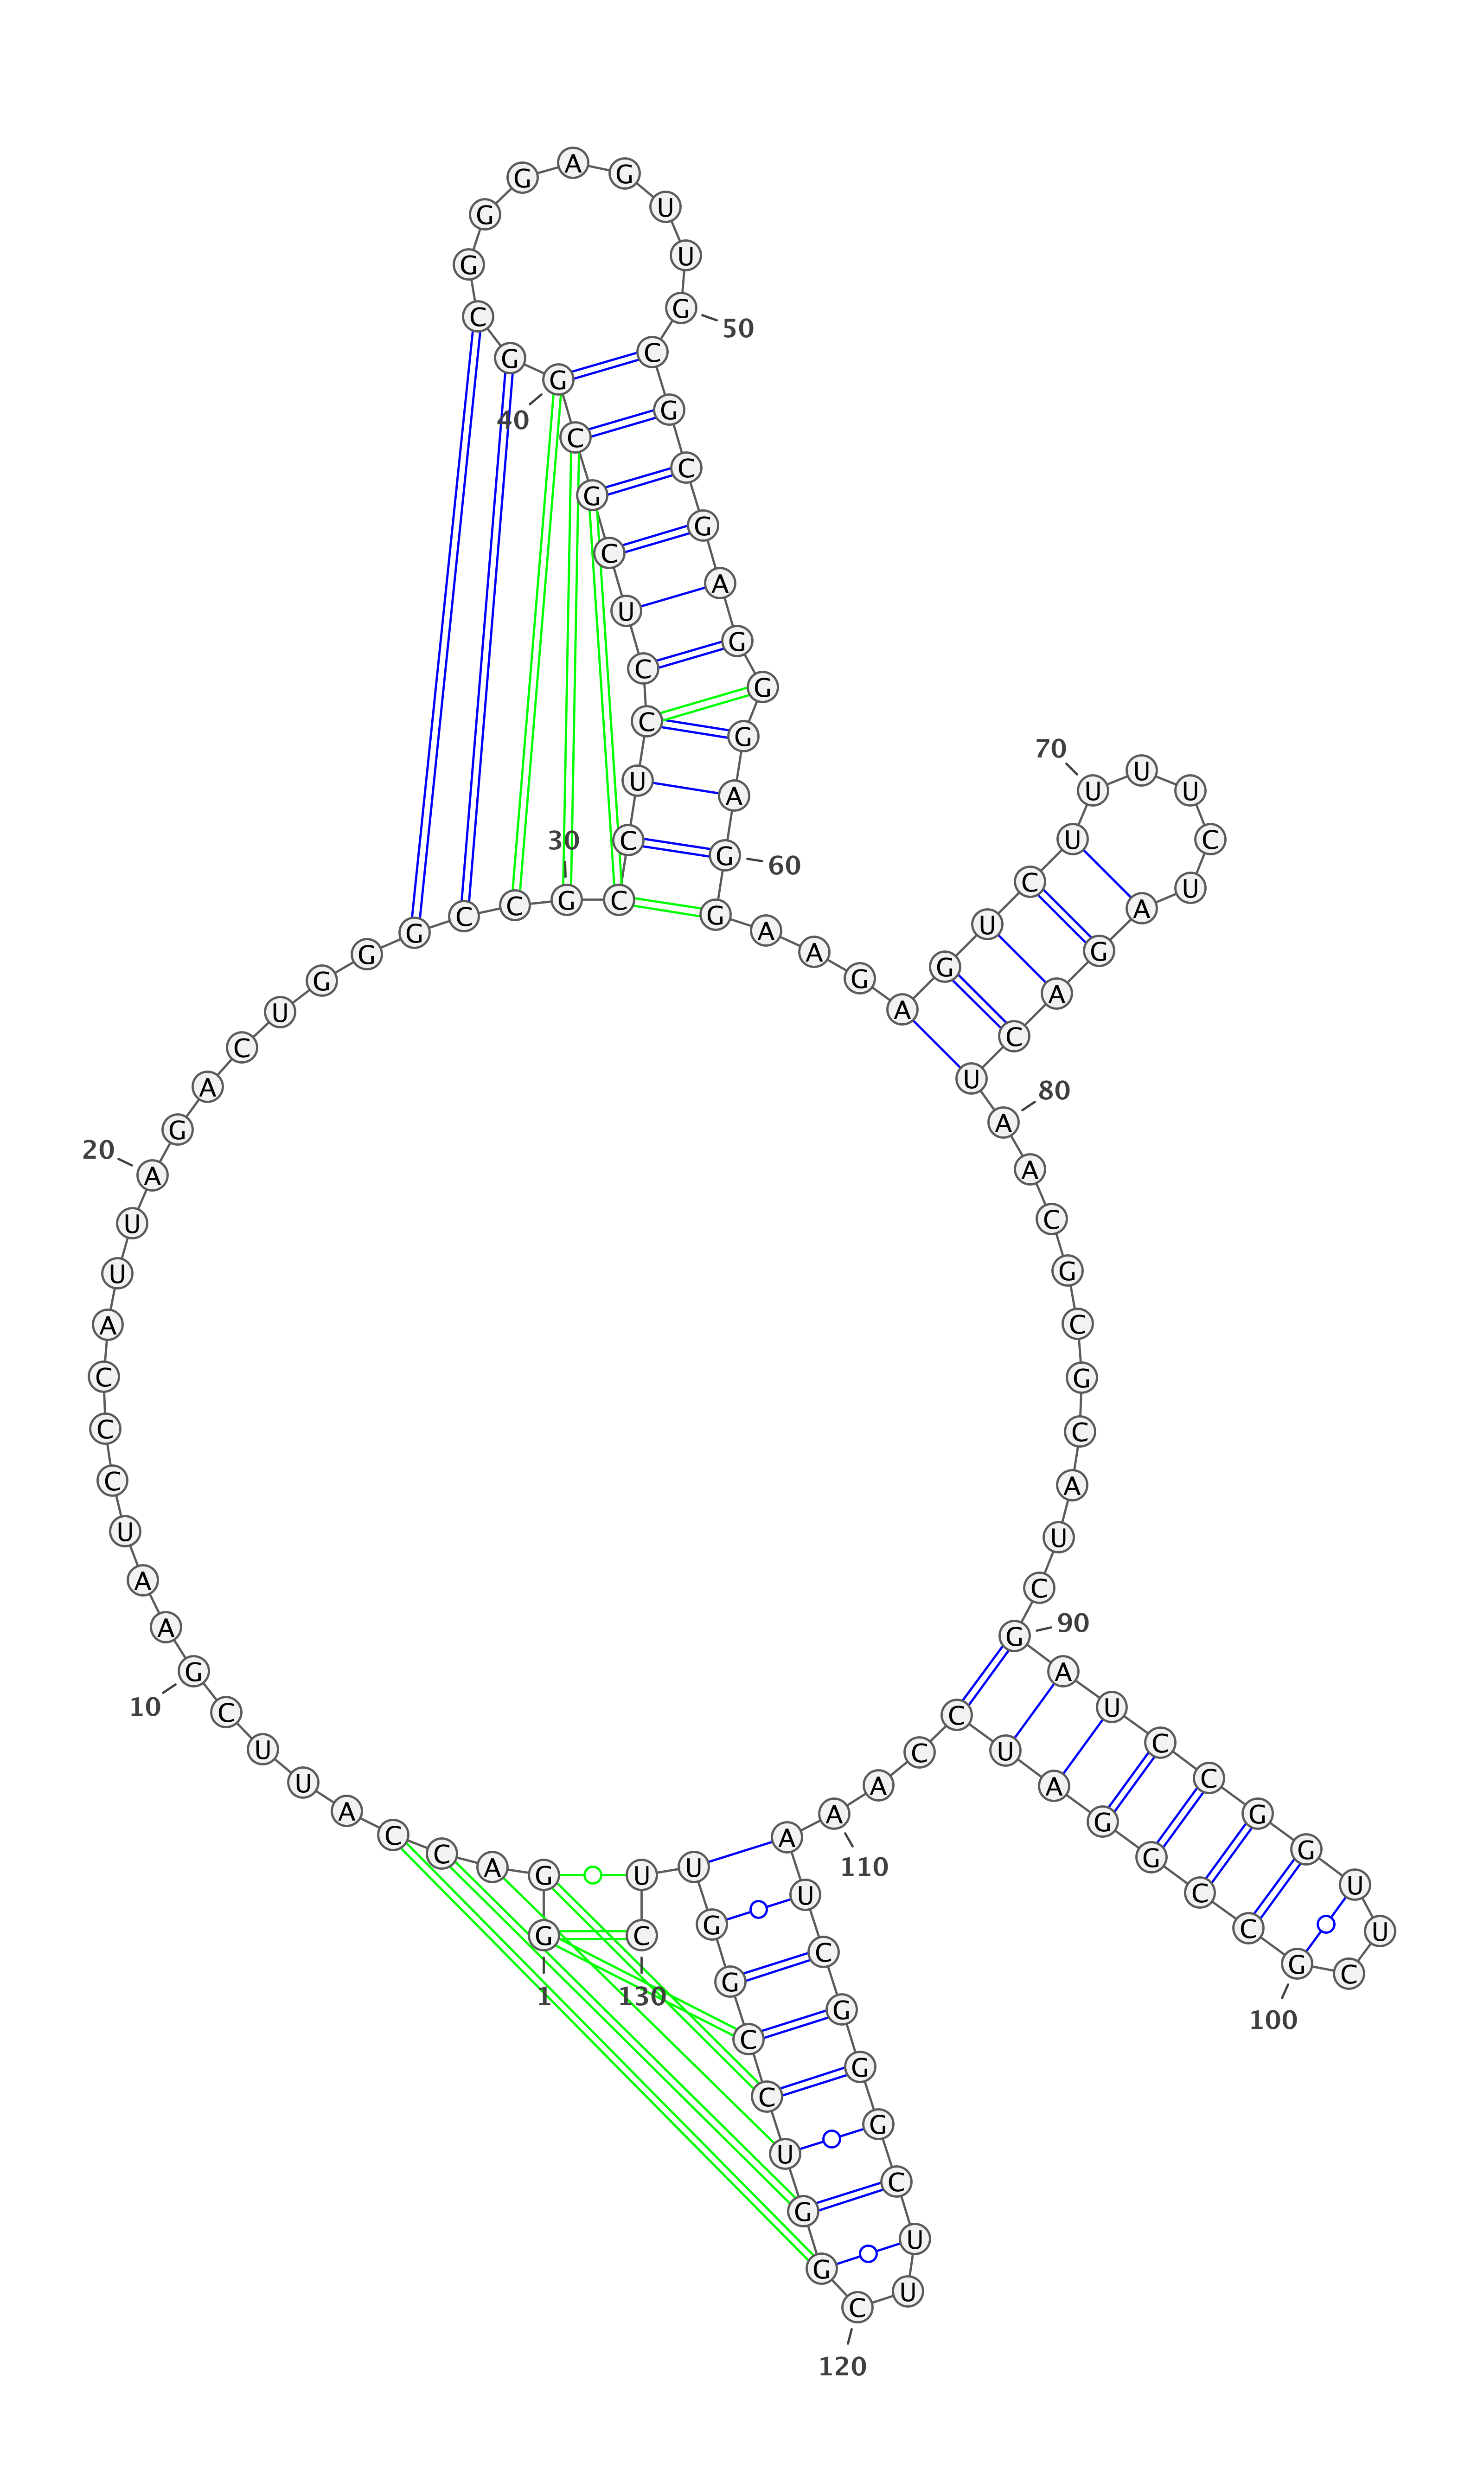 G G A C C A U U C G
A A U C C C A U U A
G A C U G G G C C G
C C U C C U C G C G
G C G G G A G U U G
C G C G A G G G A G
G A A G A G U C U U
U U C U A G A C U A
A C G C G C A U C G
A U C C G G U U C G
C C G G A U C C A A
A U C G G G C U U C
G G U C C G G U U C
1
10
20
30
40
50
60
70
80
90
100
110
120
130